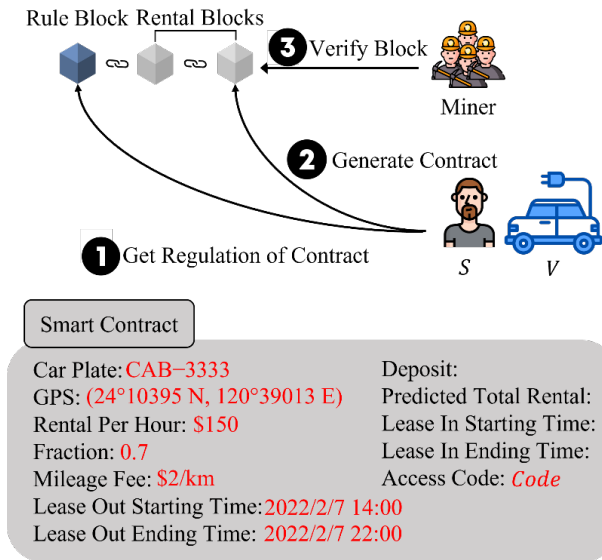 Rule Block Rental Blocks
3 Verify Block
Miner
2 Generate Contract
1 Get Regulation of Contract
S V
Smart Contract
Car Plate: CAB−3333
GPS: (24°10395 N, 120°39013 E)
Rental Per Hour: $150
Fraction: 0.7
Mileage Fee: $2/km
Lease Out Starting Time: 2022/2/7 14:00
Lease Out Ending Time: 2022/2/7 22:00
Deposit:
Predicted Total Rental:
Lease In Starting Time:
Lease In Ending Time:
Access Code: Code